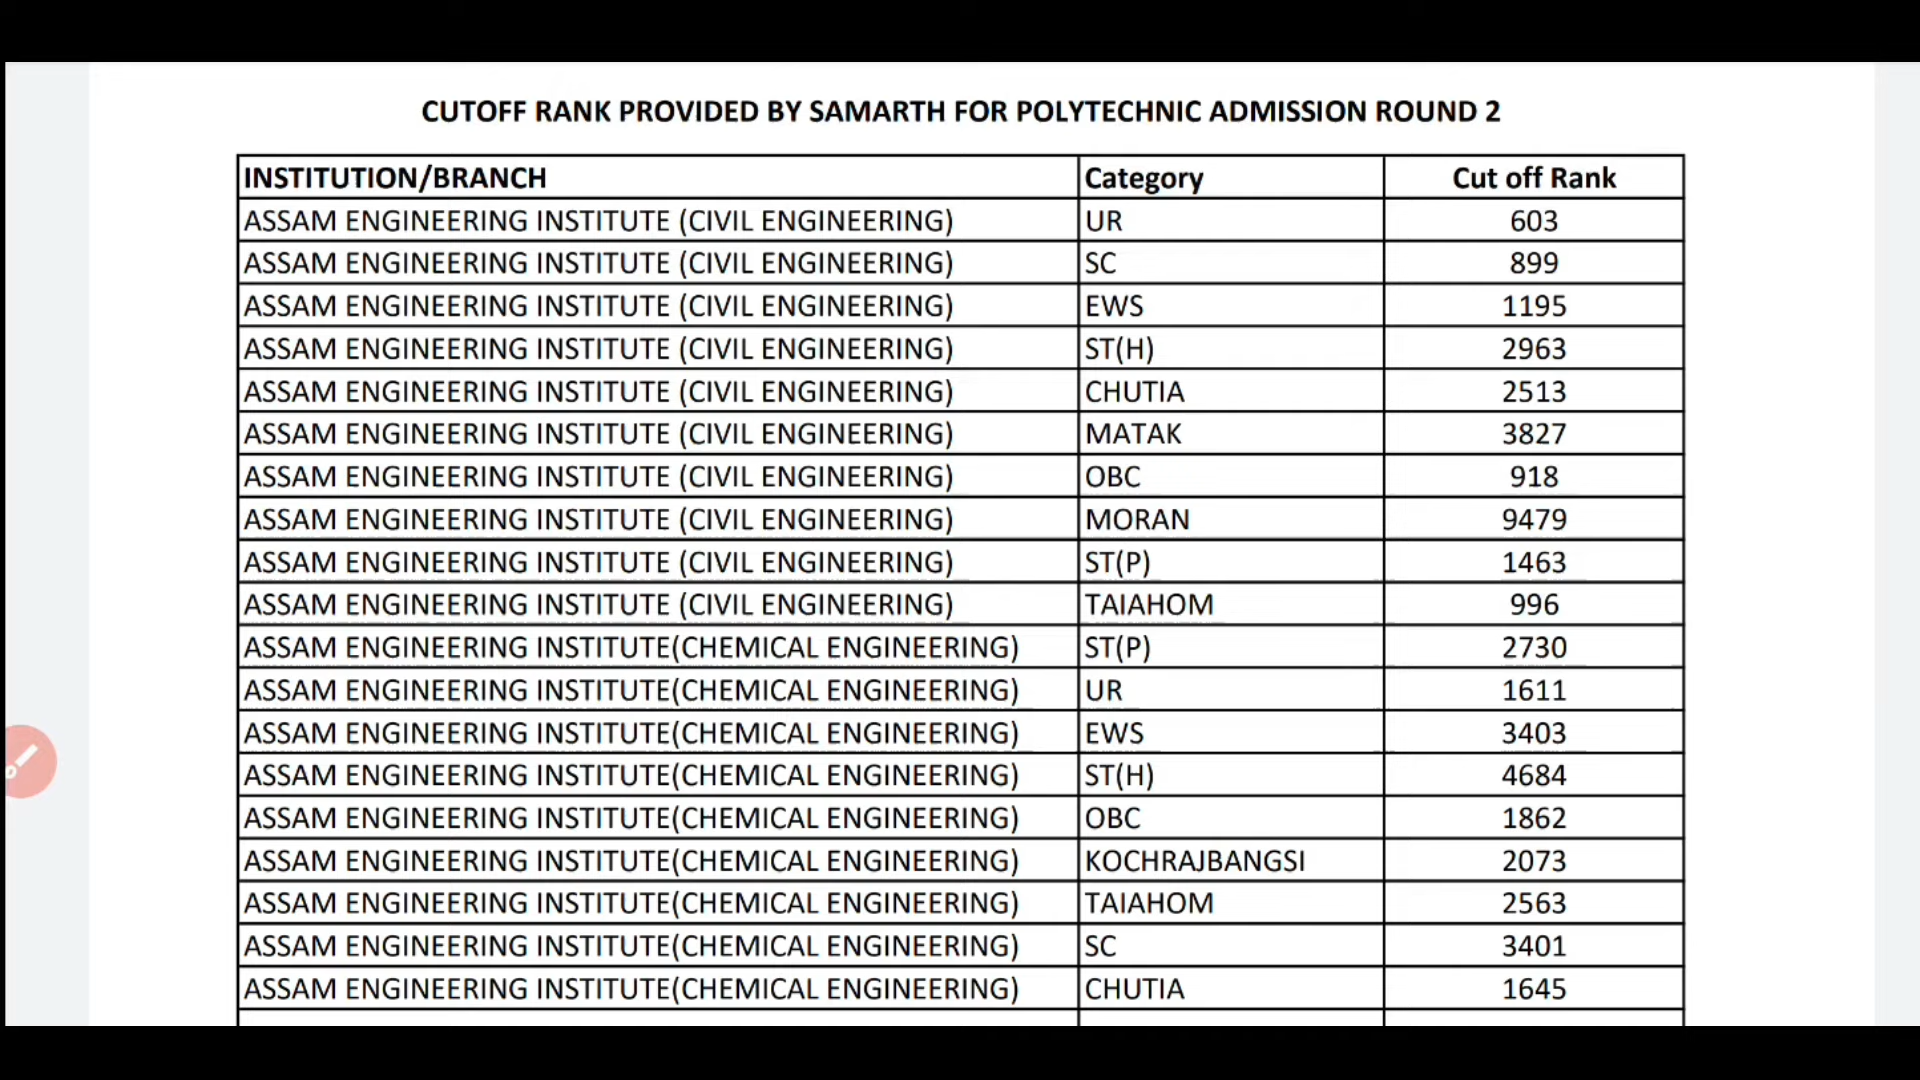 CUTOFF RANK PROVIDED BY SAMARTH FOR POLYTECHNIC ADMISSION ROUND 2
INSTITUTION/BRANCH Category Cut off Rank
ASSAM ENGINEERING INSTITUTE (CIVIL ENGINEERING) UR 603
ASSAM ENGINEERING INSTITUTE (CIVIL ENGINEERING) SC 899
ASSAM ENGINEERING INSTITUTE (CIVIL ENGINEERING) EWS 1195
ASSAM ENGINEERING INSTITUTE (CIVIL ENGINEERING) ST(H) 2963
ASSAM ENGINEERING INSTITUTE (CIVIL ENGINEERING) CHUTIA 2513
ASSAM ENGINEERING INSTITUTE (CIVIL ENGINEERING) MATAK 3827
ASSAM ENGINEERING INSTITUTE (CIVIL ENGINEERING) OBC 918
ASSAM ENGINEERING INSTITUTE (CIVIL ENGINEERING) MORAN 9479
ASSAM ENGINEERING INSTITUTE (CIVIL ENGINEERING) ST(P) 1463
ASSAM ENGINEERING INSTITUTE (CIVIL ENGINEERING) TAIAHOM 996
ASSAM ENGINEERING INSTITUTE(CHEMICAL ENGINEERING) ST(P) 2730
ASSAM ENGINEERING INSTITUTE(CHEMICAL ENGINEERING) UR 1611
ASSAM ENGINEERING INSTITUTE(CHEMICAL ENGINEERING) EWS 3403
ASSAM ENGINEERING INSTITUTE(CHEMICAL ENGINEERING) ST(H) 4684
ASSAM ENGINEERING INSTITUTE(CHEMICAL ENGINEERING) OBC 1862
ASSAM ENGINEERING INSTITUTE(CHEMICAL ENGINEERING) KOCHRAJBANGSI 2073
ASSAM ENGINEERING INSTITUTE(CHEMICAL ENGINEERING) TAIAHOM 2563
ASSAM ENGINEERING INSTITUTE(CHEMICAL ENGINEERING) SC 3401
ASSAM ENGINEERING INSTITUTE(CHEMICAL ENGINEERING) CHUTIA 1645